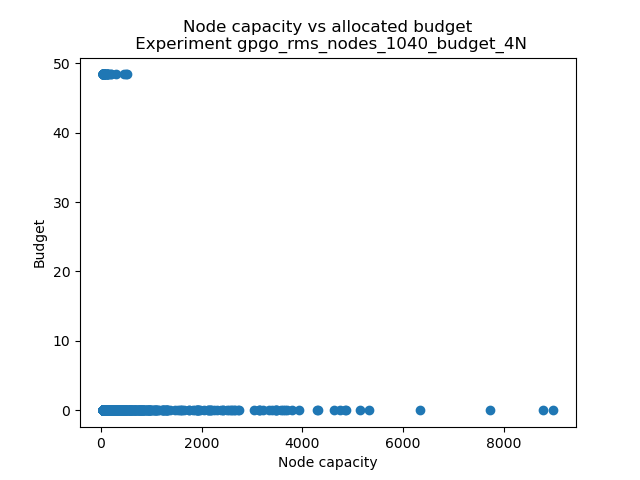 Node capacity vs allocated budget
Experiment gpgo_rms_nodes_1040_budget_4N
50
40
30
20
10
0
Budget
0 2000 4000 6000 8000
Node capacity